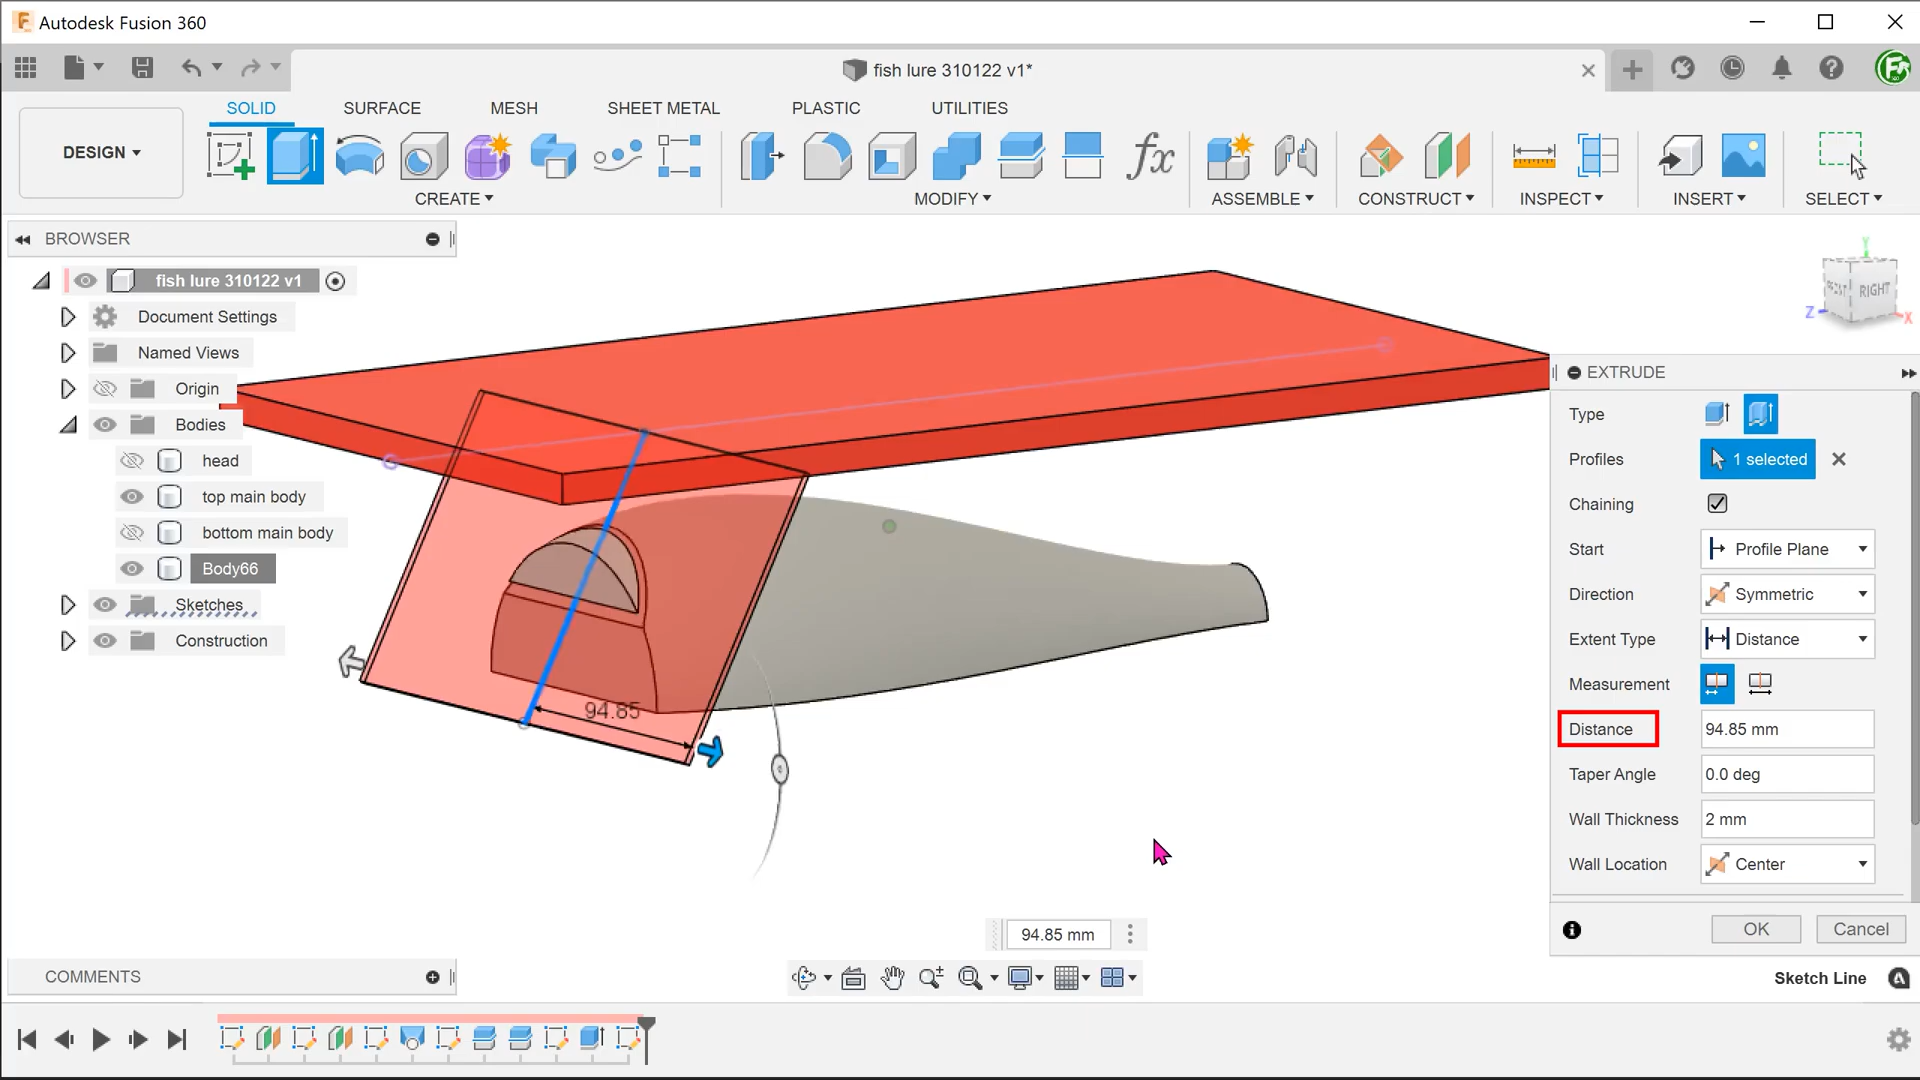 Autodesk Fusion 360
fish lure 310122 v1*
DESIGN
SOLID
SURFACE
MESH
SHEET METAL
PLASTIC
UTILITIES
CREATE
MODIFY
ASSEMBLE
CONSTRUCT
INSPECT
INSERT
SELECT
BROWSER
fish lure 310122 v1
Document Settings
Named Views
Origin
Bodies
head
top main body
bottom main body
Body66
Sketches
Construction
94.85
Y
RIGHT
Z
X
EXTRUDE
Type
Profiles
1 selected
Chaining
Start
Profile Plane
Direction
Symmetric
Extent Type
Distance
Measurement
Distance
94.85 mm
Taper Angle
0.0 deg
Wall Thickness
2 mm
Wall Location
Center
OK
Cancel
94.85 mm
COMMENTS
Sketch Line